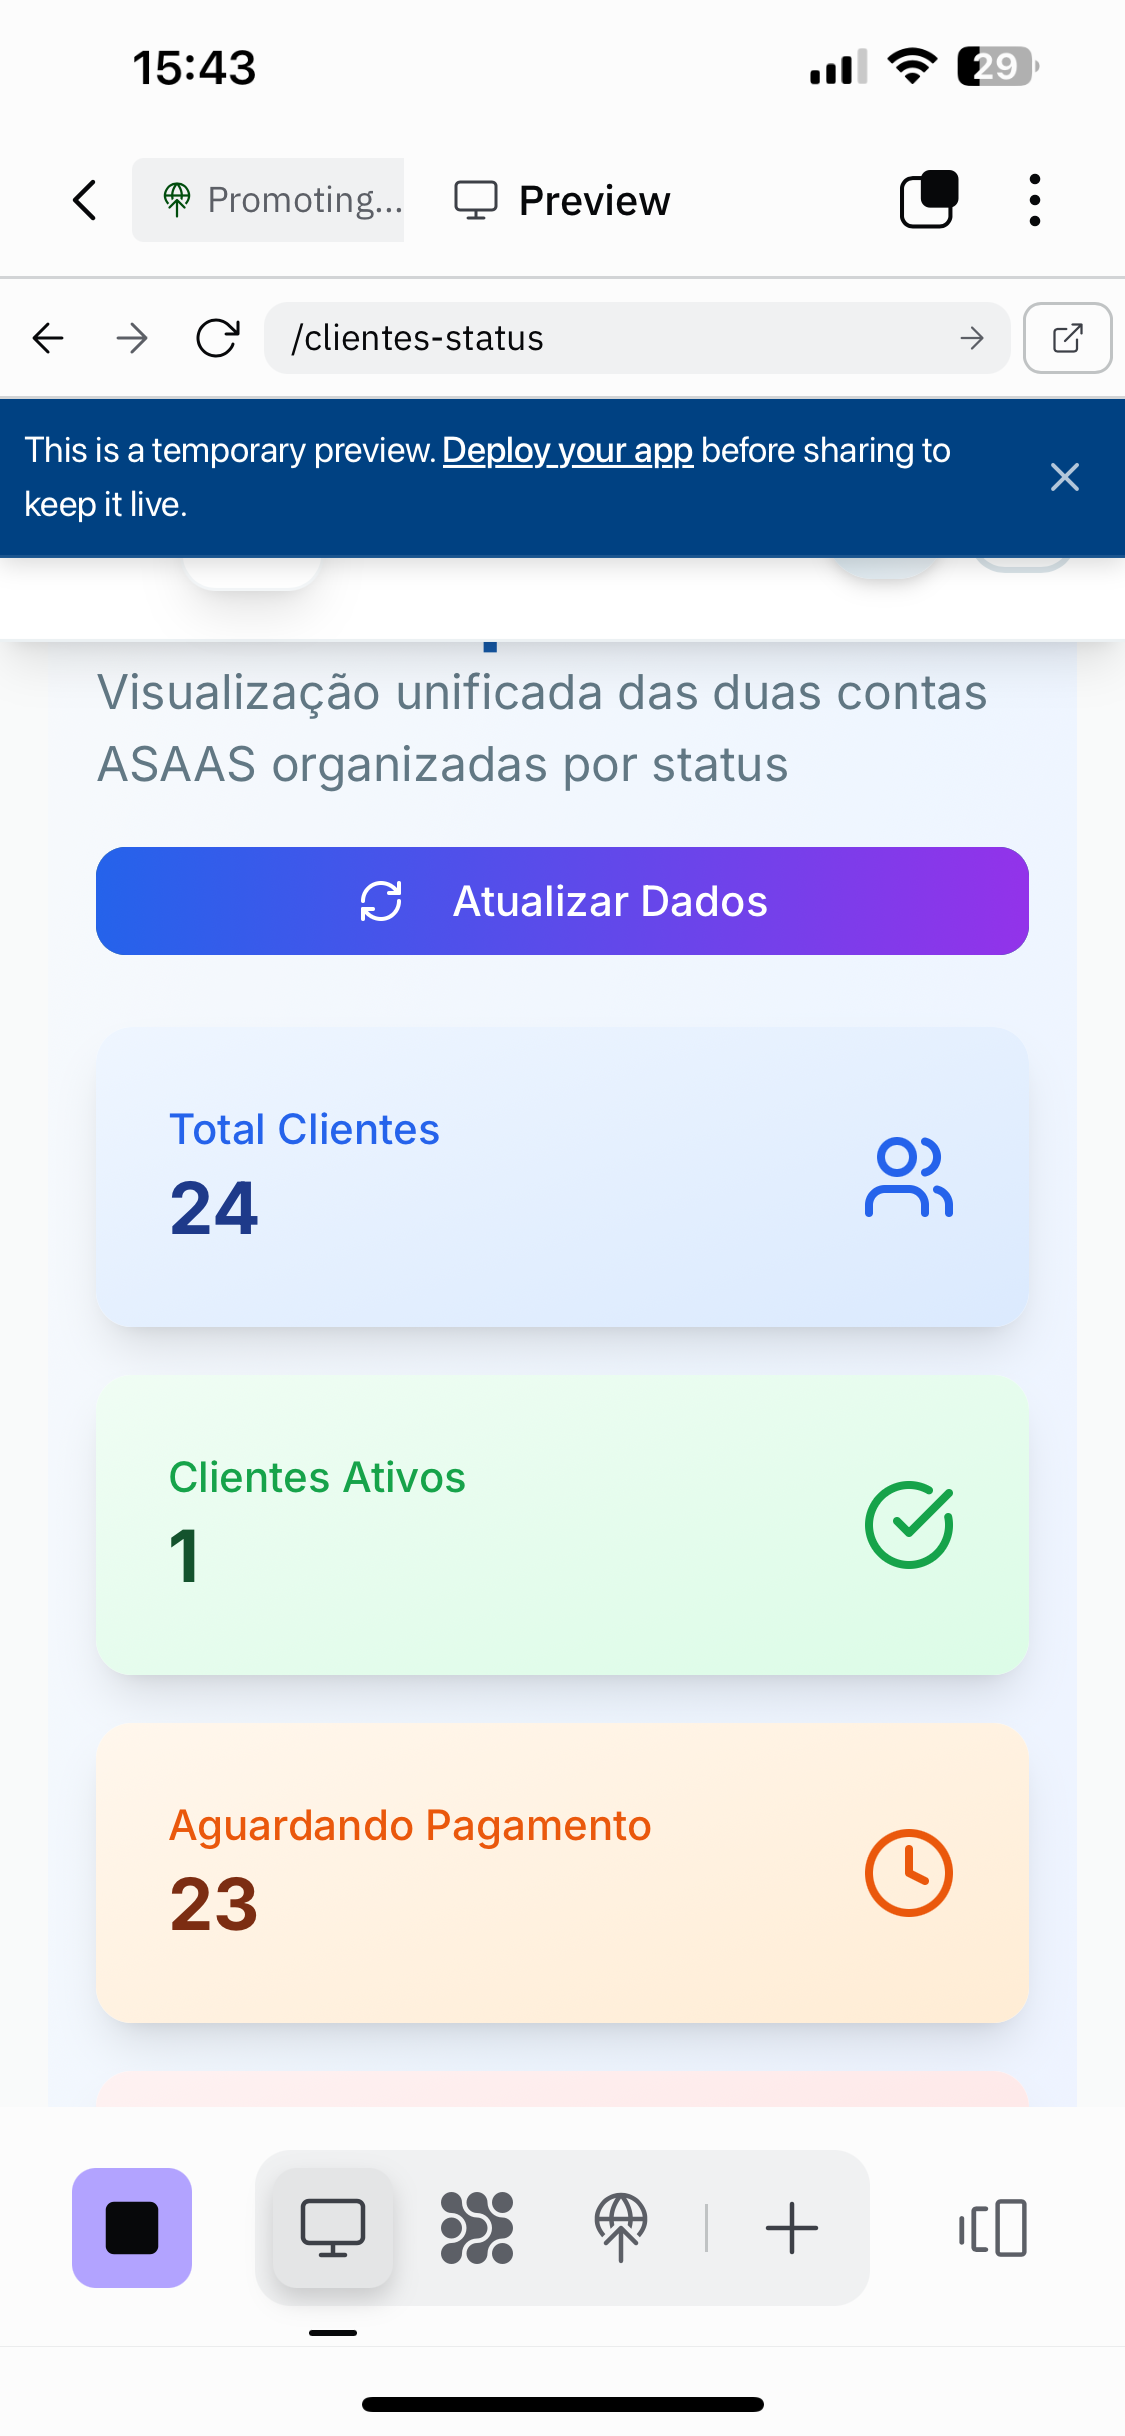 15:43
29
Promoting...
Preview
/clientes-status
This is a temporary preview. Deploy your app before sharing to
keep it live.
Visualização unificada das duas contas
ASAAS organizadas por status
Atualizar Dados
Total Clientes
24
Clientes Ativos
1
Aguardando Pagamento
23